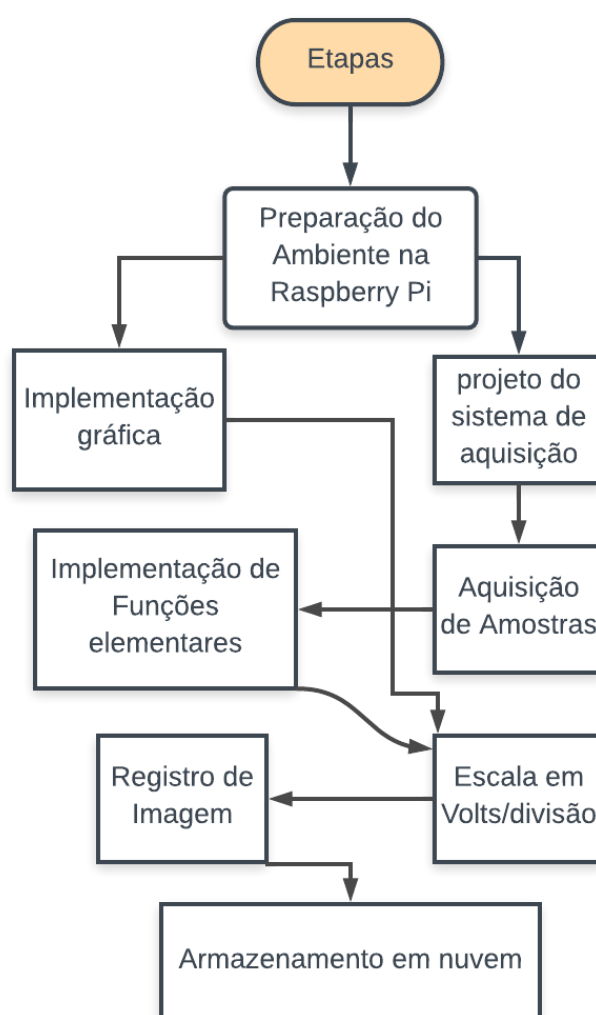 Etapas
Preparação do
Ambiente na
Raspberry Pi
Implementação
gráfica
projeto do
sistema de
aquisição
Implementação de
Funções
elementares
Aquisição
de Amostras
Registro de
Imagem
Escala em
Volts/divisão
Armazenamento em nuvem